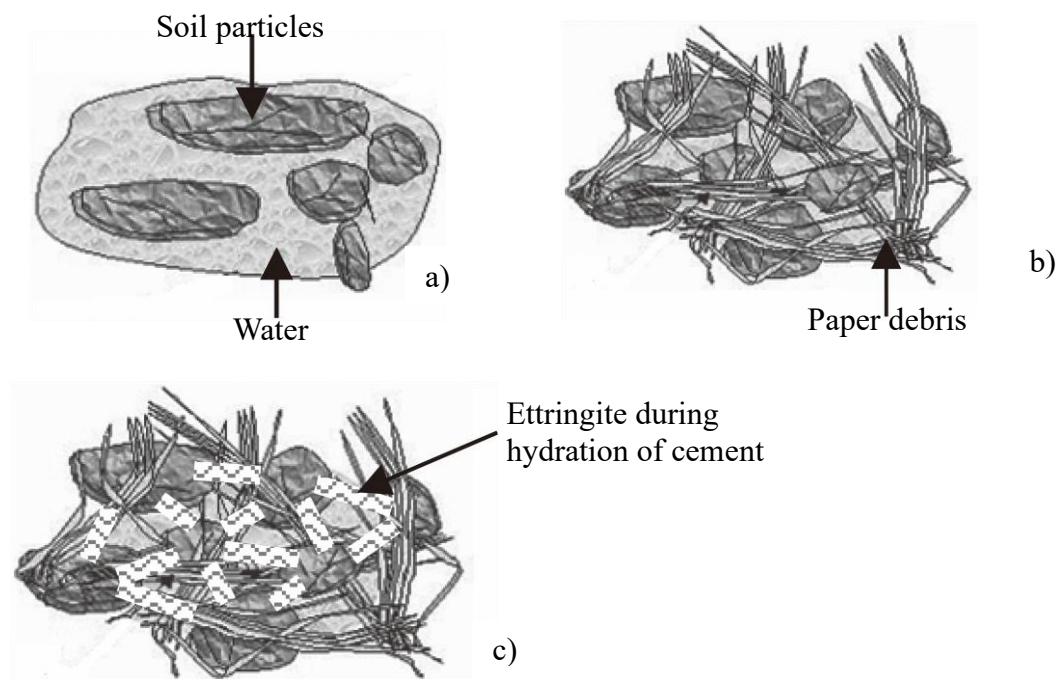 Soil particles
a)
Water
b)
Paper debris
Ettringite during
hydration of cement
c)